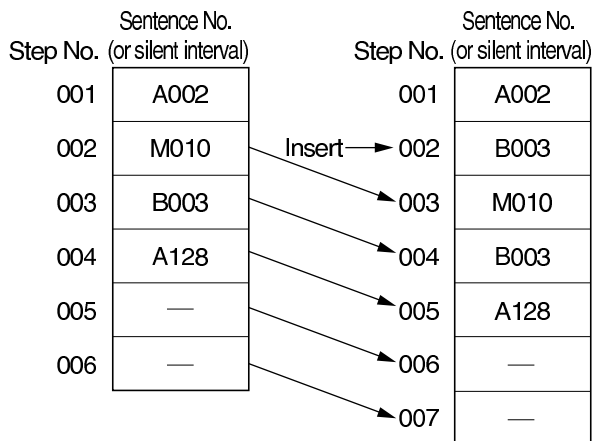 Sentence No. Sentence No.
Step No. (or silent interval) Step No. (or silent interval)
001 A002 001 A002
002 M010 Insert 002 B003
003 B003 003 M010
004 A128 004 B003
005 — 005 A128
006 — 006 —
007 —